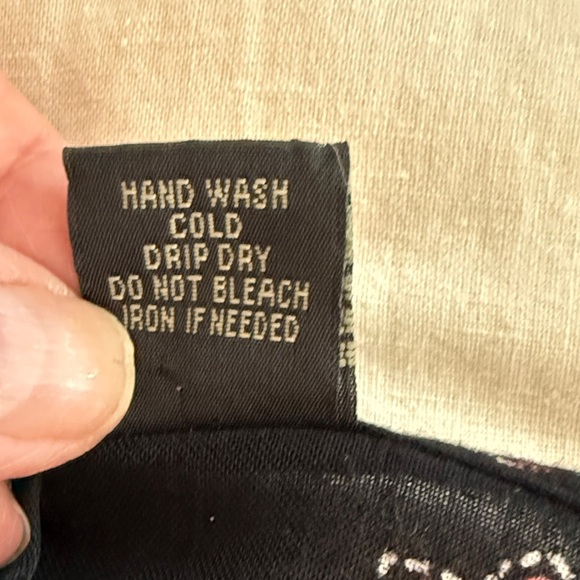 HAND WASH
COLD
DRIP DRY
DO NOT BLEACH
IRON IF NEEDED